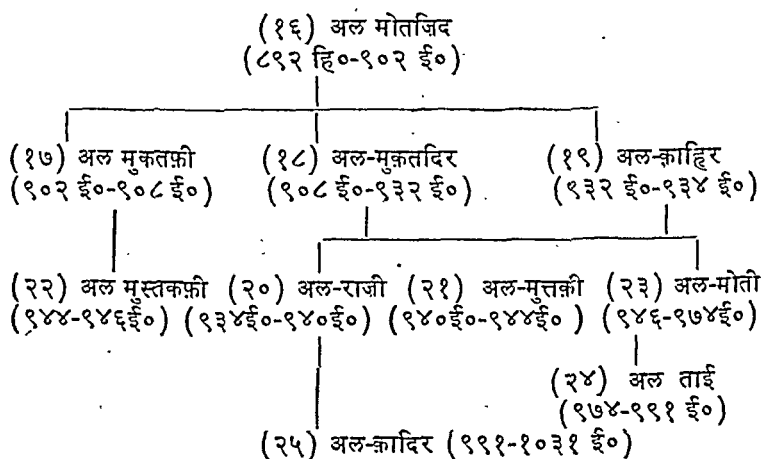 (१६) अल मोतज़िद
(८९२ हि०-९०२ ई०)
(१७) अल मुकतफ़ी (१८) अल-मुक़तदिर (१९) अल-क़ाहिर
(९०२ ई०-९०८ ई०) (९०८ ई०-९३२ ई०) (९३२ ई०-९३४ ई०)
(२२) अल मुस्तकफ़ी (२०) अल-राज़ी (२१) अल-मुत्तक़ी (२३) अल-मोती
(९४४-९४६ई०) (९३४ई०-९४०ई०) (९४०ई०-९४४ई०) (९४६-९७४ई०)
(२४) अल ताई
(९७४-९९१ ई०)
(२५) अल-क़ादिर (९९१-१०३१ ई०)